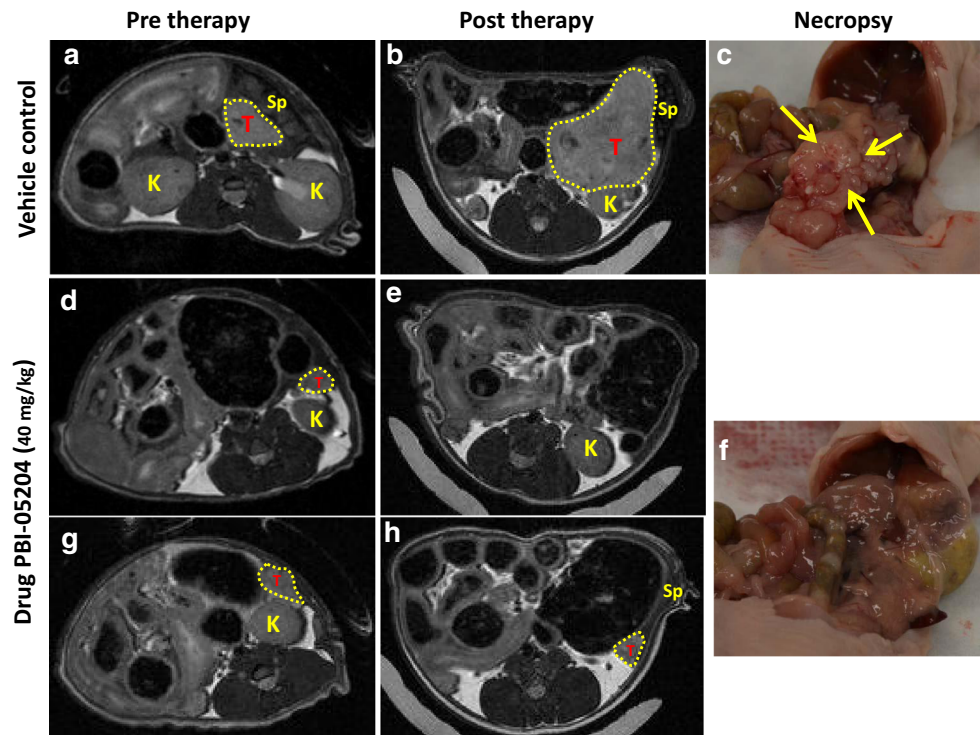 Pre therapy
Post therapy
Necropsy
Vehicle control
a
Sp
T
K
K
b
Sp
T
K
c
Drug PBI-05204 (40 mg/kg)
d
T
K
e
K
f
g
T
K
h
Sp
T